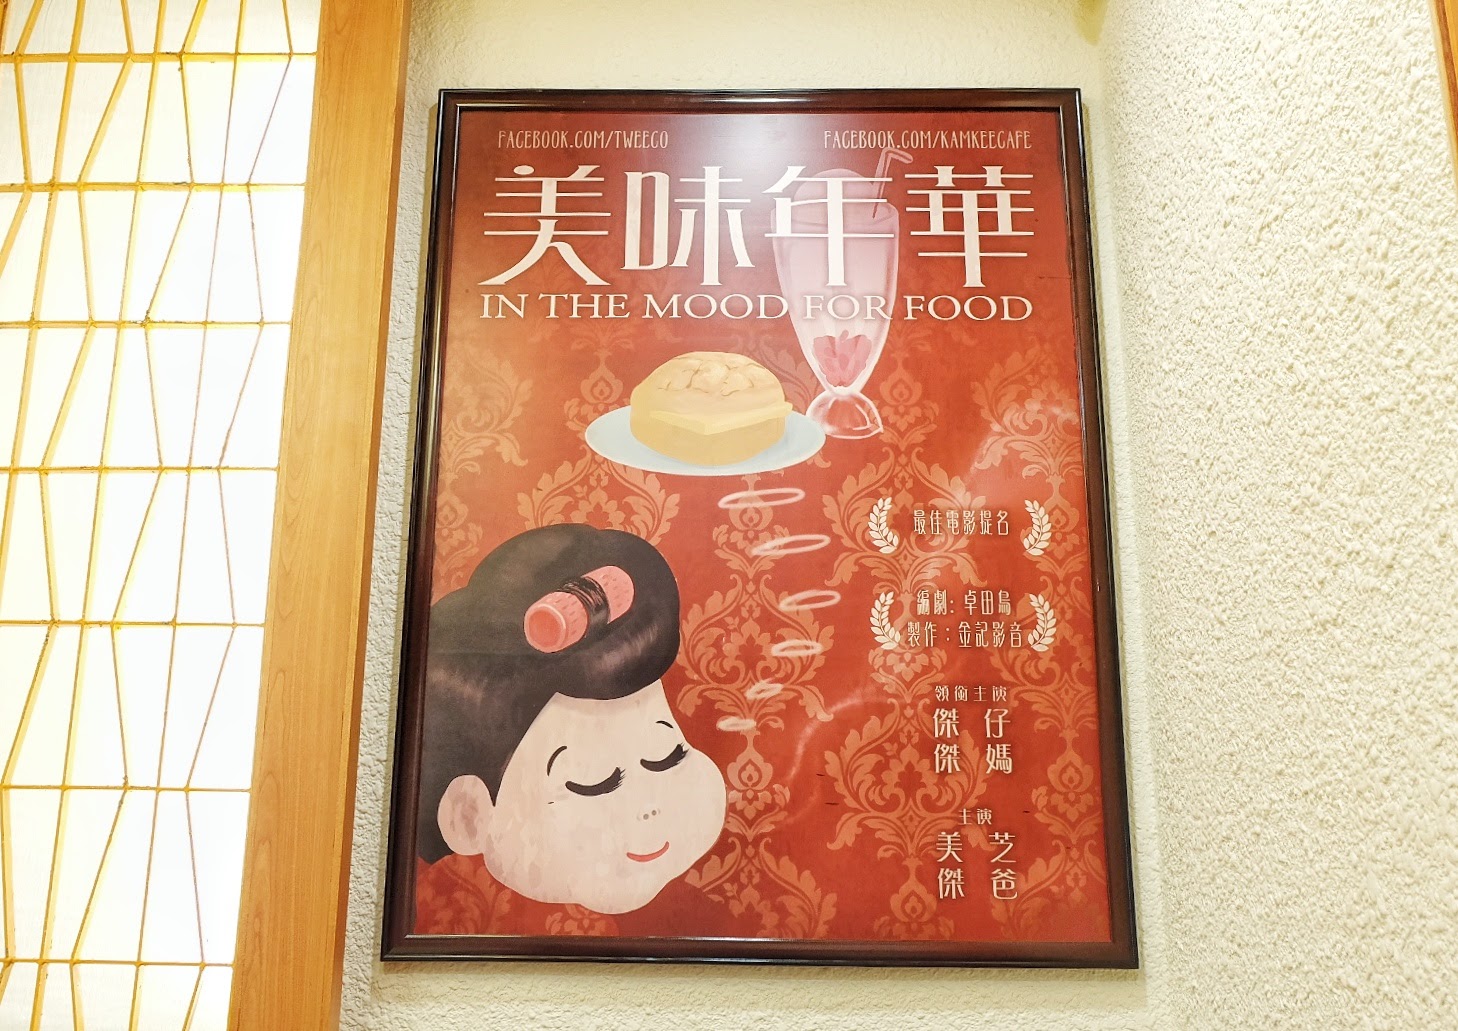 FACEBOOK.COM/TWEECO
FACEBOOK.COM/KAMKEECAFE
美味年華
IN THE MOOD FOR FOOD
最佳電影提名
編劇: 卓田鳥
製作: 金記影音
領銜主演
傑仔
傑媽
主演
美芝
傑爸